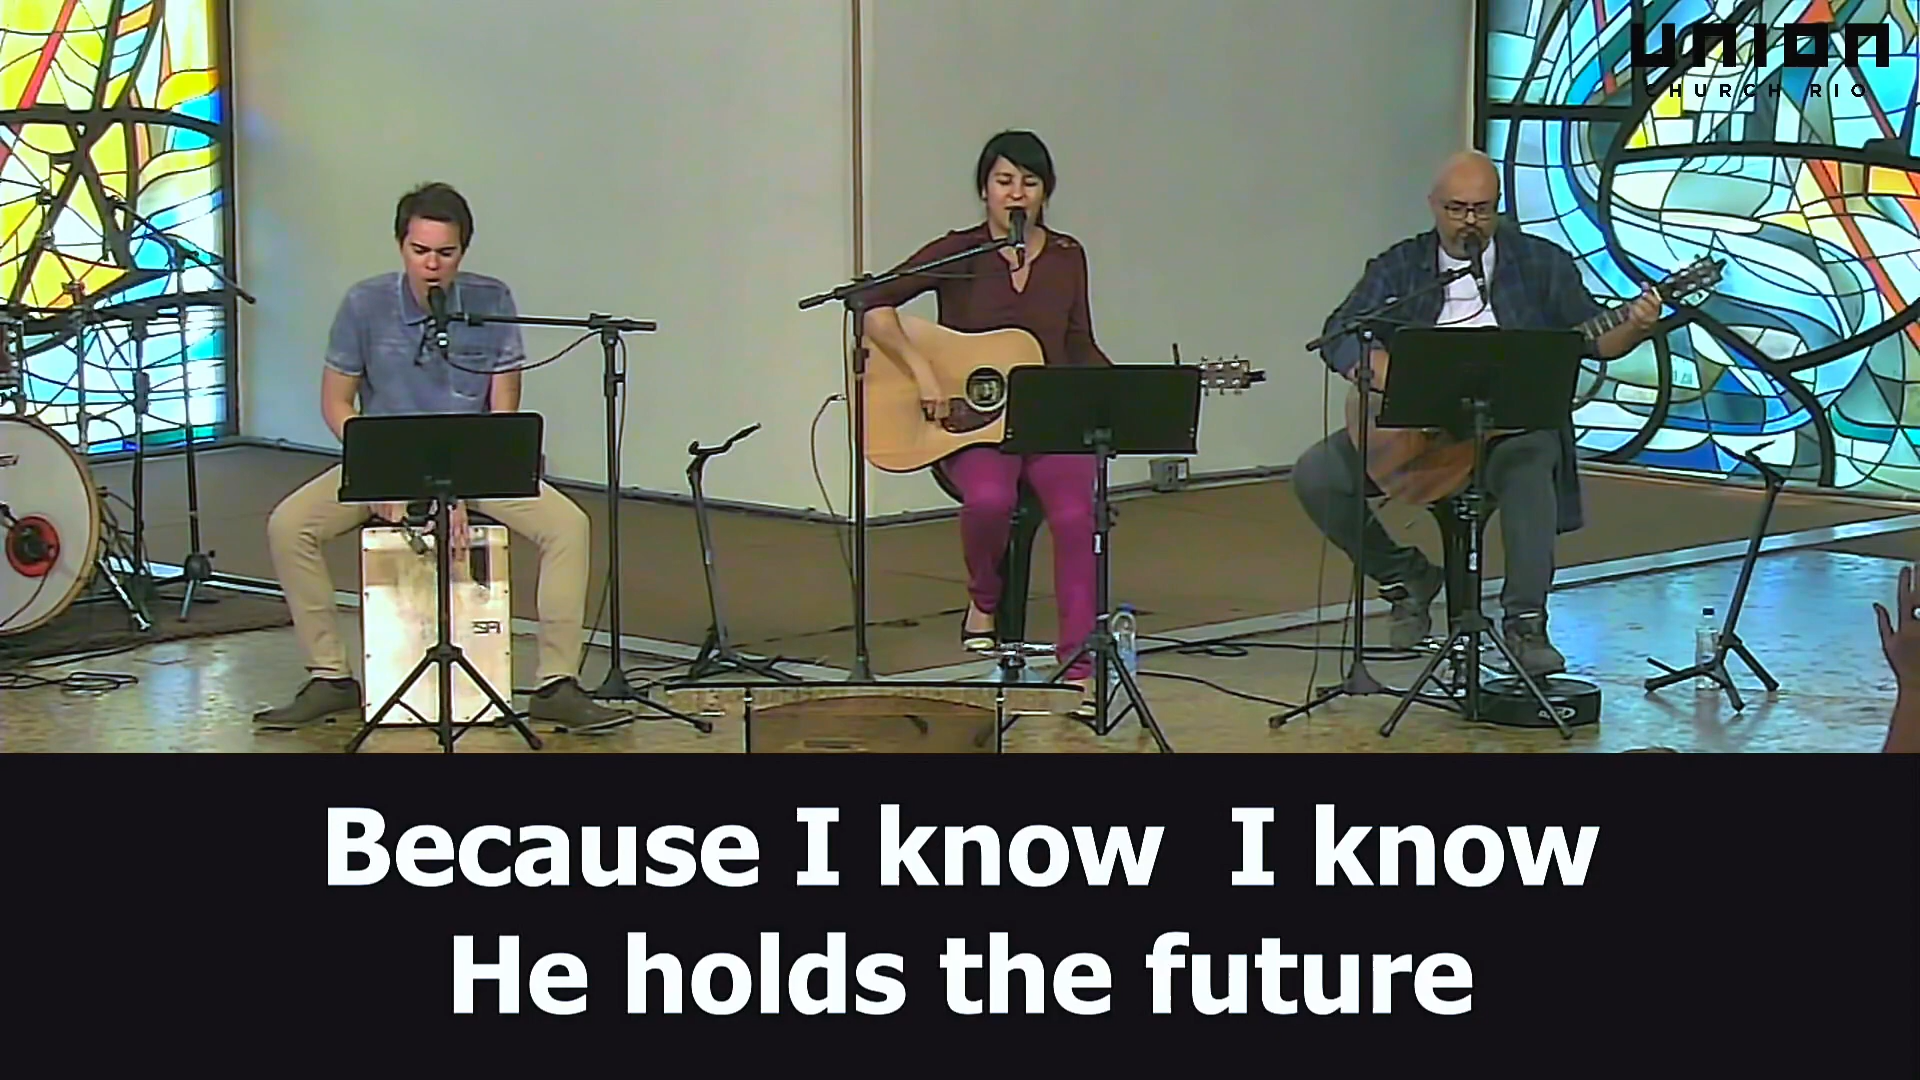 UNION
CHURCH RIO
Because I know I know
He holds the future